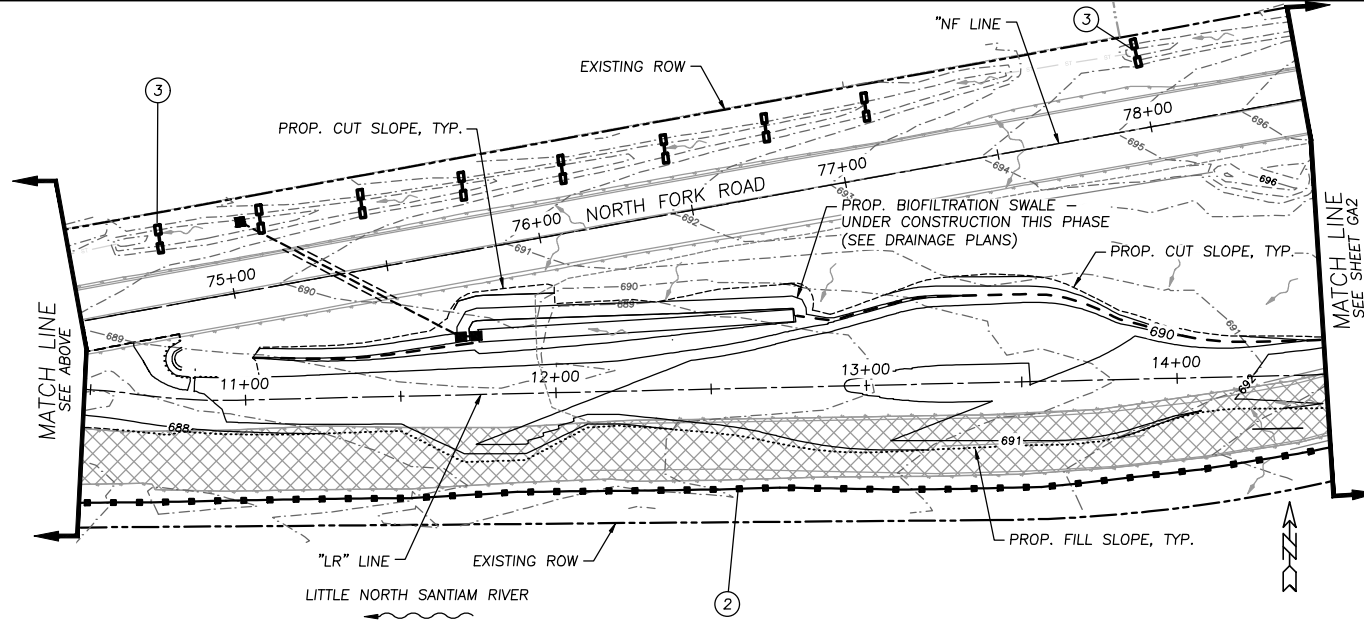 3
"NF LINE
3
EXISTING ROW
PROP. CUT SLOPE, TYP.
78+00
696
695
77+00
694
696
NORTH FORK ROAD
693
PROP. BIOFILTRATION SWALE –
UNDER CONSTRUCTION THIS PHASE
(SEE DRAINAGE PLANS)
76+00
692
691
PROP. CUT SLOPE, TYP.
75+00
690
690
689
691
689
690
MATCH LINE
SEE ABOVE
MATCH LINE
SEE SHEET GA2
11+00
12+00
13+00
14+00
692
688
691
"LR" LINE
EXISTING ROW
PROP. FILL SLOPE, TYP.
LITTLE NORTH SANTIAM RIVER
2
N